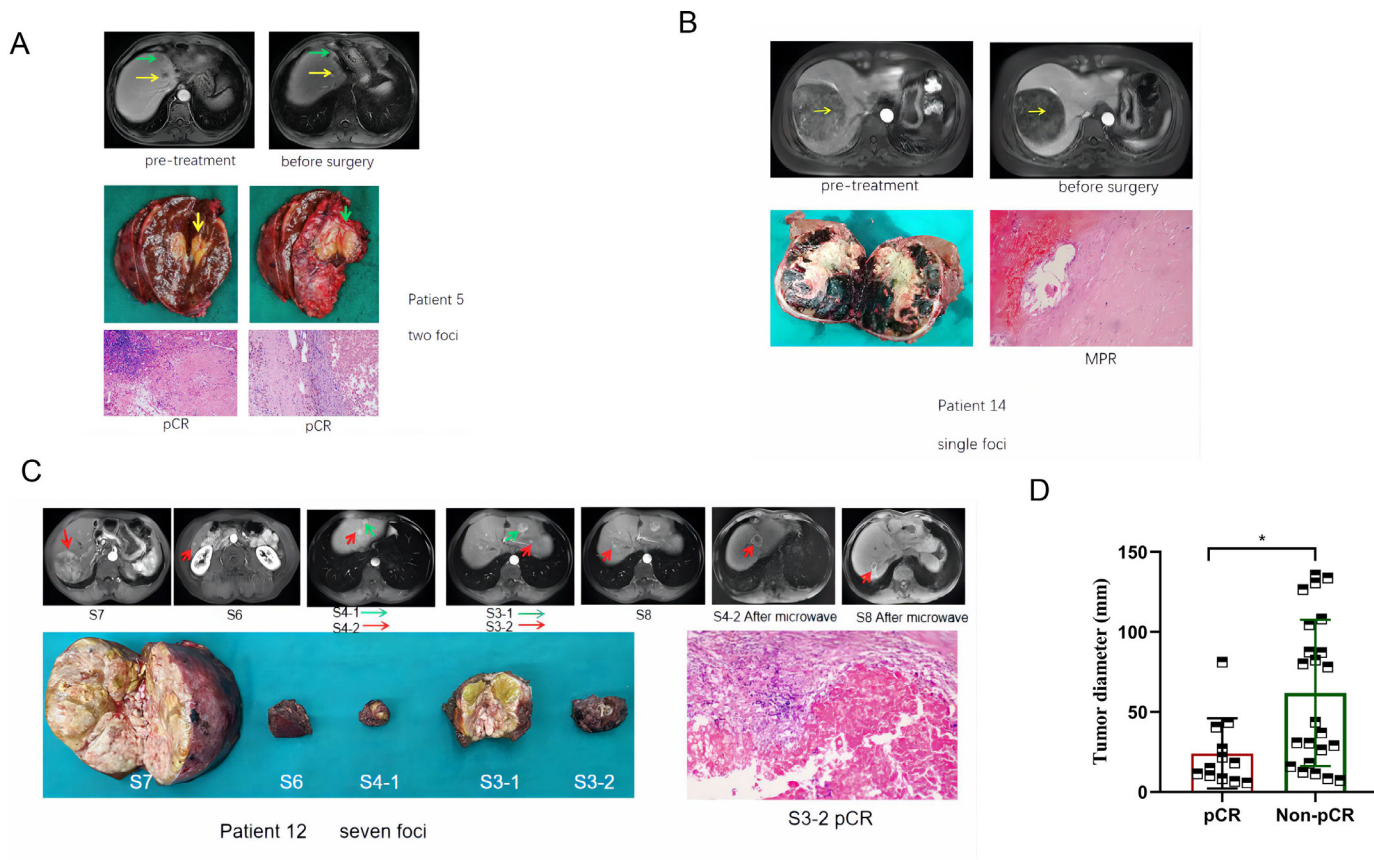 A
pre-treatment
before surgery
Patient 5
two foci
pCR
pCR
B
pre-treatment
before surgery
MPR
Patient 14
single foci
C
S7
S6
S4-1
S4-2
S3-1
S3-2
S8
S4-2 After microwave
S8 After microwave
S7
S6
S4-1
S3-1
S3-2
Patient 12 seven foci
S3-2 pCR
D
*
Tumor diameter (mm)
150
100
50
0
pCR
Non-pCR